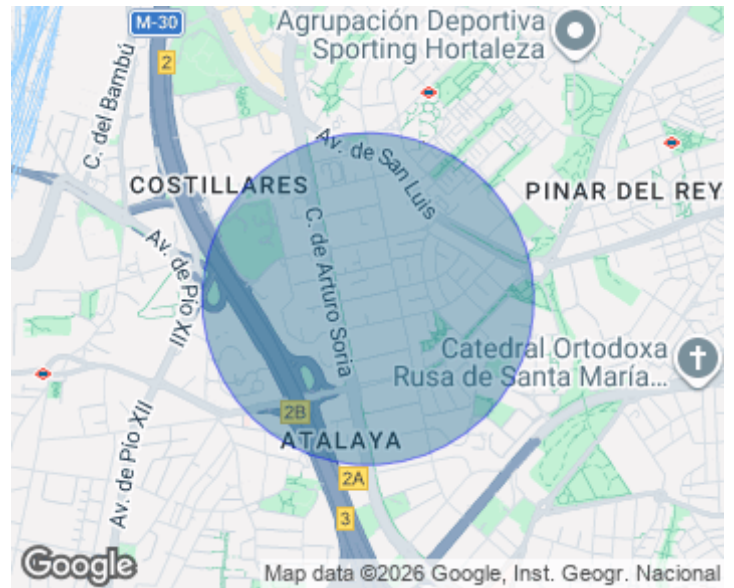 M-30
2
Agrupación Deportiva
Sporting Hortaleza
C. del Bambú
Av. de San Luis
COSTILLARES
PINAR DEL REY
Av. de Pío XII
C. de Arturo Soria
Catedral Ortodoxa
Rusa de Santa María...
2B
ATALAYA
Av. de Pío XII
2A
3
Google
Map data ©2026 Google, Inst. Geogr. Nacional